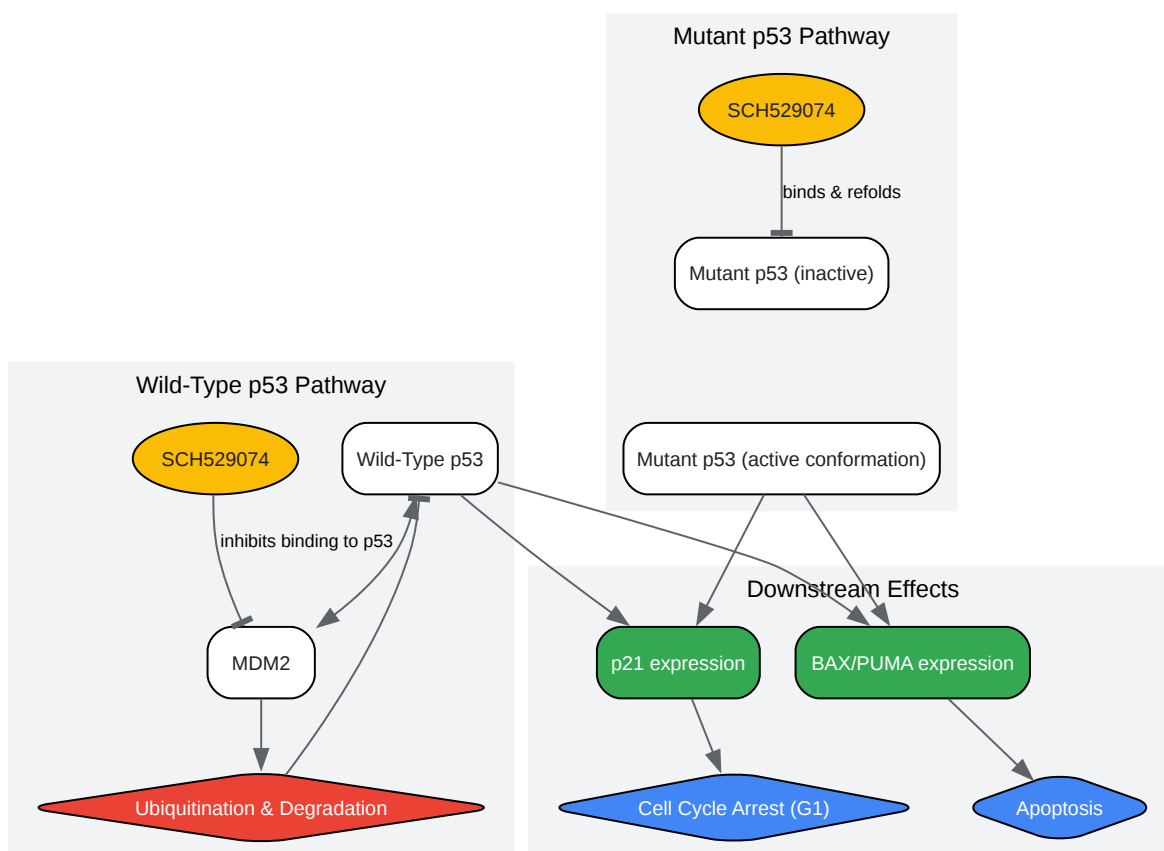 Mutant p53 Pathway
SCH529074
binds & refolds
Mutant p53 (inactive)
Mutant p53 (active conformation)
Wild-Type p53 Pathway
SCH529074
Wild-Type p53
inhibits binding to p53
MDM2
Ubiquitination & Degradation
Downstream Effects
p21 expression
BAX/PUMA expression
Cell Cycle Arrest (G1)
Apoptosis